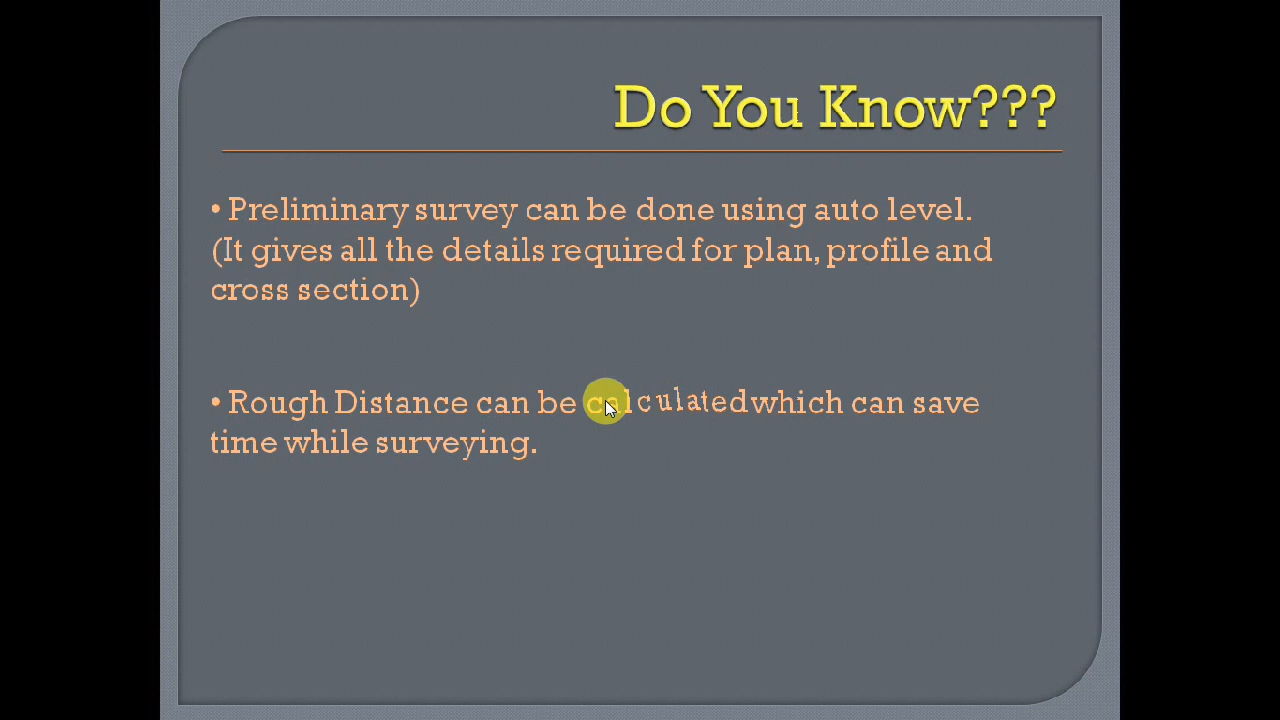 Do You Know???
• Preliminary survey can be done using auto level.
(It gives all the details required for plan, profile and
cross section)
• Rough Distance can be calculated which can save
time while surveying.